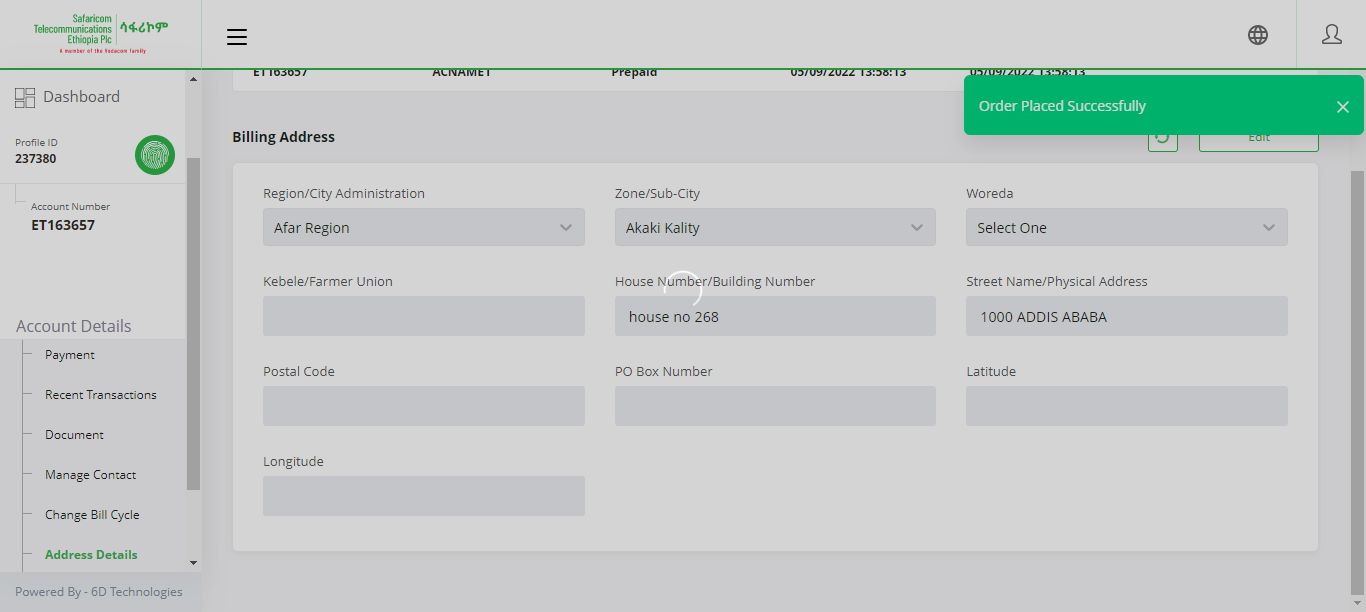 Safaricom
Telecommunications
Ethiopia Plc
ሳፋሪኮም
A member of the Vodacom family
Dashboard
Profile ID
237380
Account Number
ET163657
Account Details
Payment
Recent Transactions
Document
Manage Contact
Change Bill Cycle
Address Details
Powered By - 6D Technologies
ET163657 ACNAME1 Prepaid 05/09/2022 13:58:13 05/09/2022 13:58:13
Order Placed Successfully
Billing Address
Edit
Region/City Administration Zone/Sub-City Woreda
Afar Region Akaki Kality Select One
Kebele/Farmer Union House Number/Building Number Street Name/Physical Address
house no 268 1000 ADDIS ABABA
Postal Code PO Box Number Latitude
Longitude